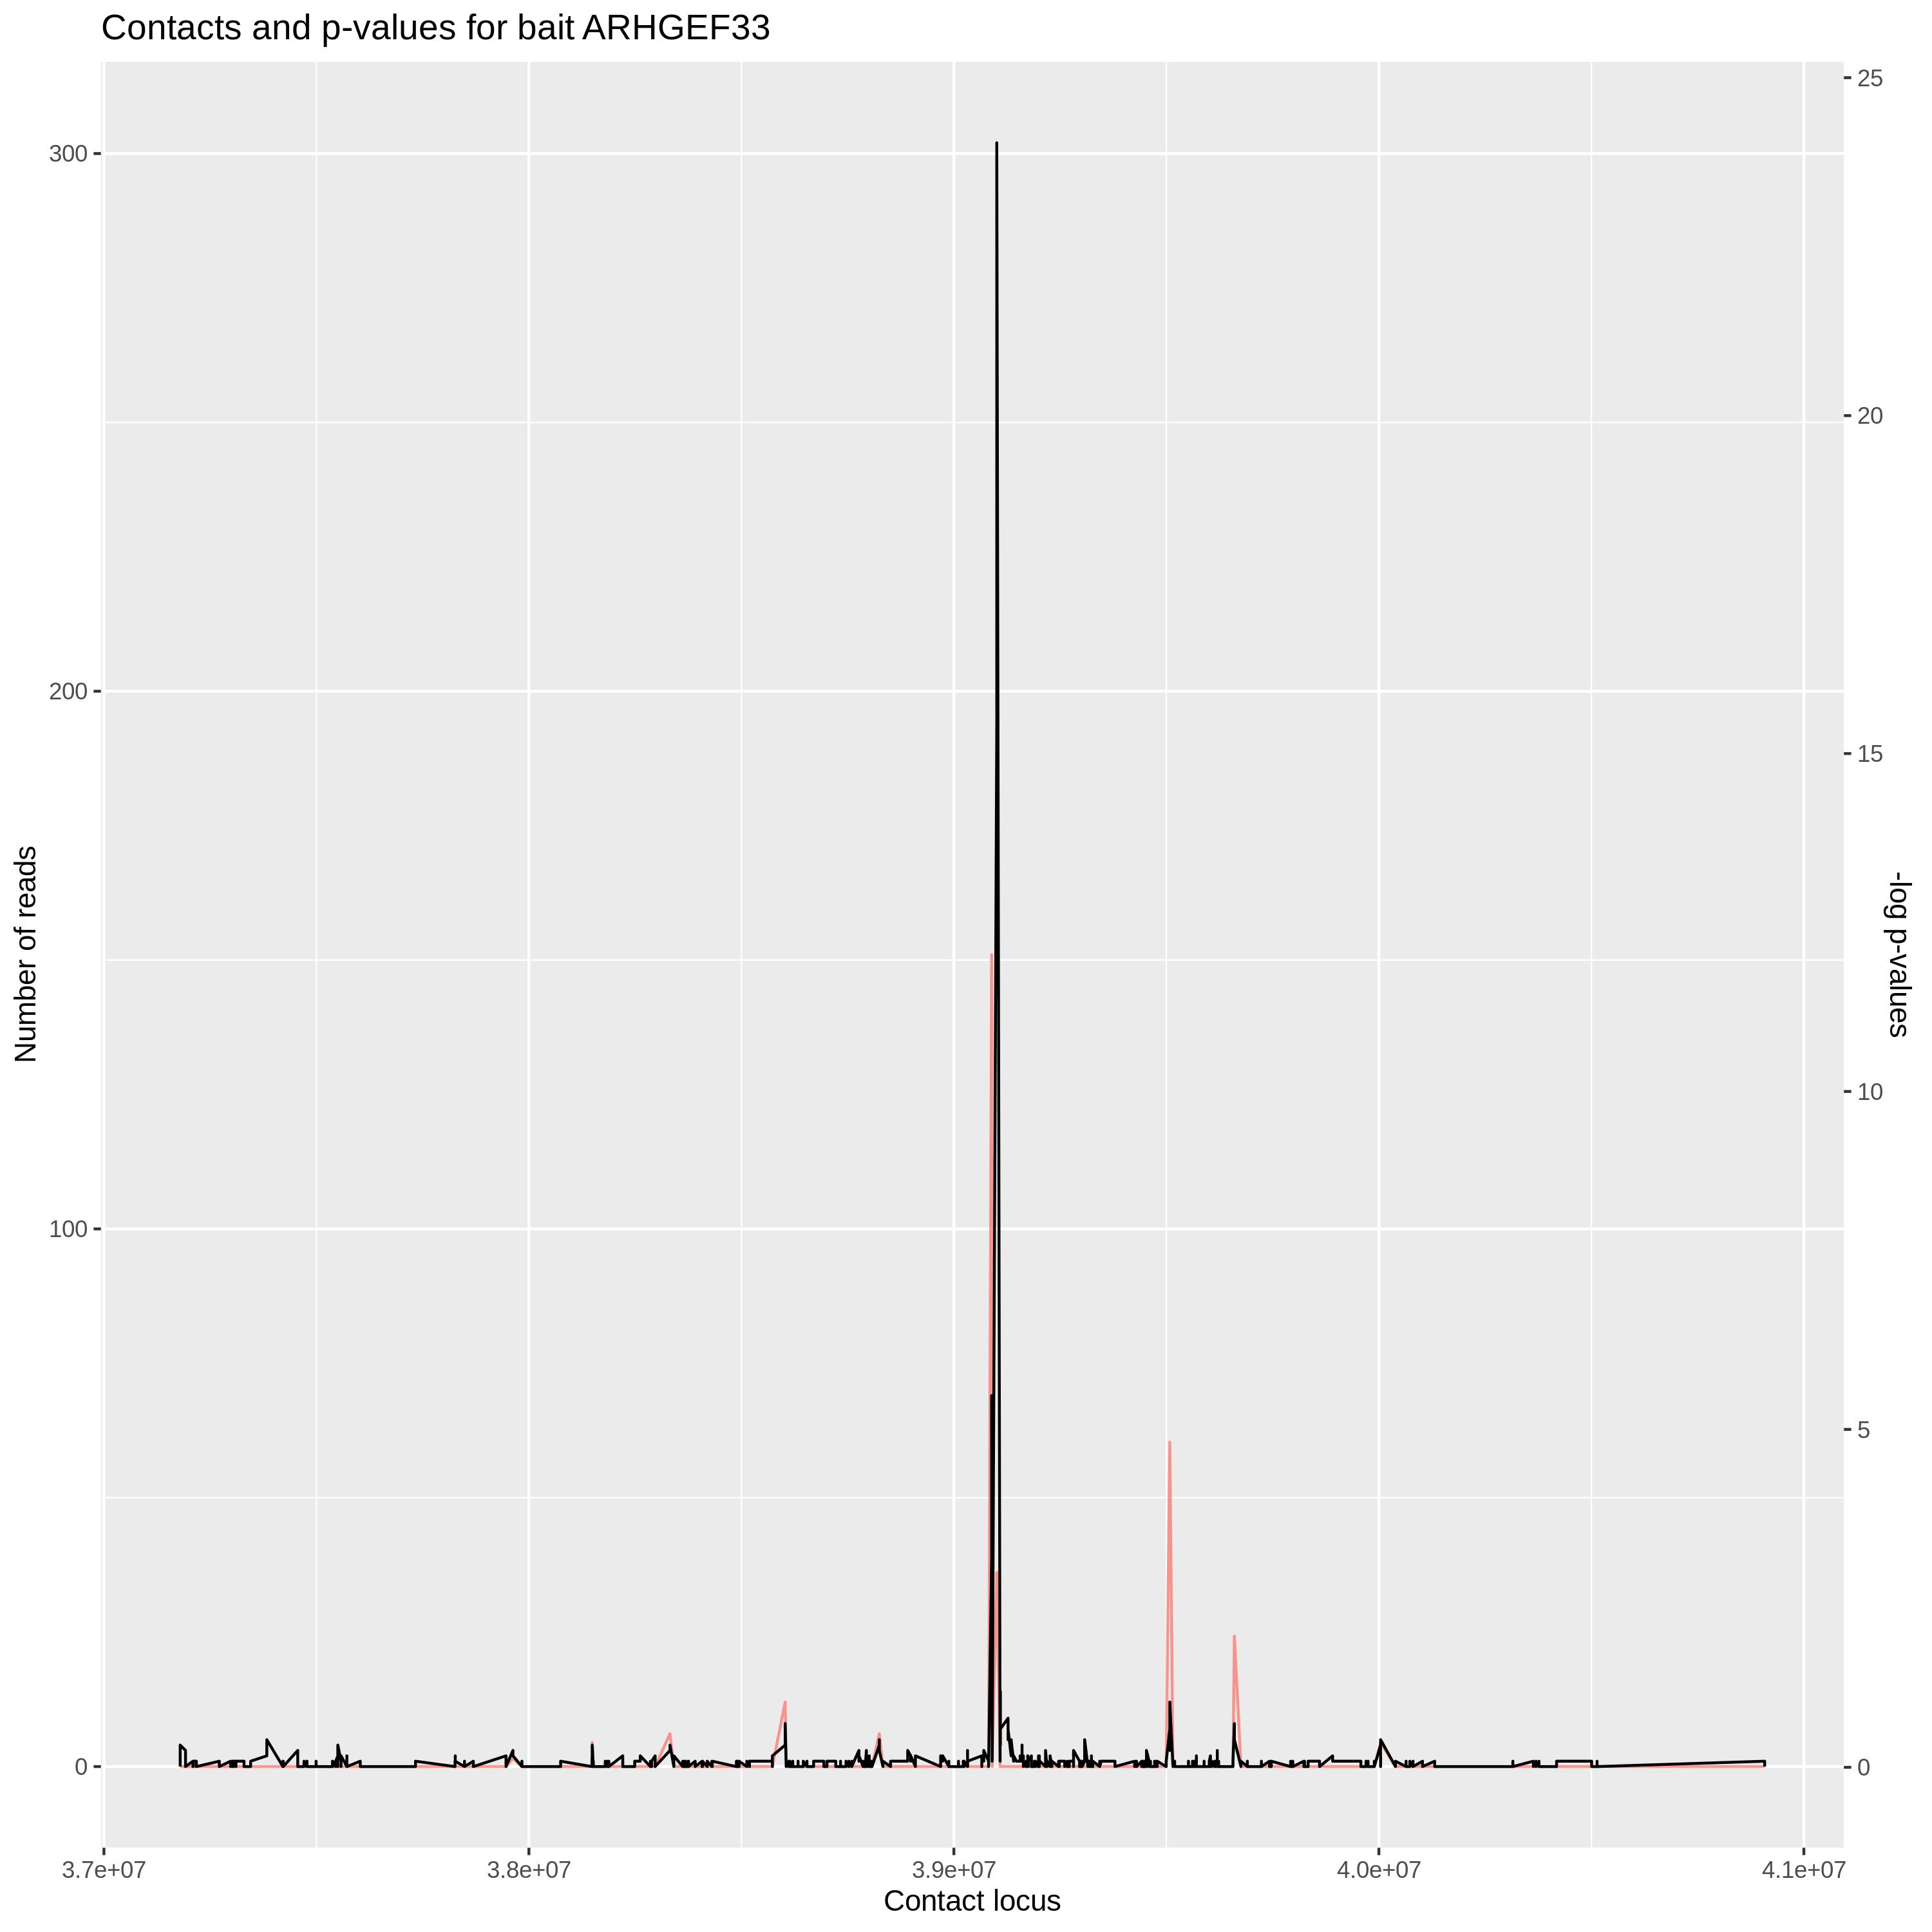 Contacts and p-values for bait ARHGEF33
300
200
100
0
Number of reads
25
20
15
10
5
0
-log p-values
3.7e+07
3.8e+07
3.9e+07
4.0e+07
4.1e+07
Contact locus